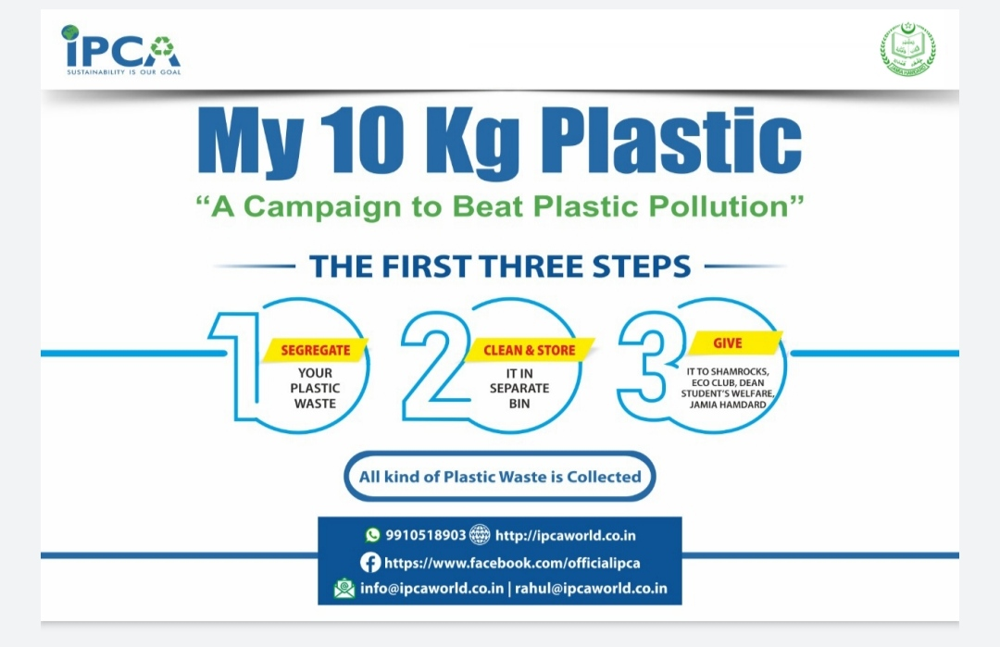 iPCA
SUSTAINABILITY IS OUR GOAL
JAMIA HAMDARD
My 10 Kg Plastic
“A Campaign to Beat Plastic Pollution”
THE FIRST THREE STEPS
1
SEGREGATE
YOUR
PLASTIC
WASTE
2
CLEAN & STORE
IT IN
SEPARATE
BIN
3
GIVE
IT TO SHAMROCKS,
ECO CLUB, DEAN
STUDENT’S WELFARE,
JAMIA HAMDARD
All kind of Plastic Waste is Collected
9910518903 http://ipcaworld.co.in
https://www.facebook.com/officialipca
info@ipcaworld.co.in | rahul@ipcaworld.co.in